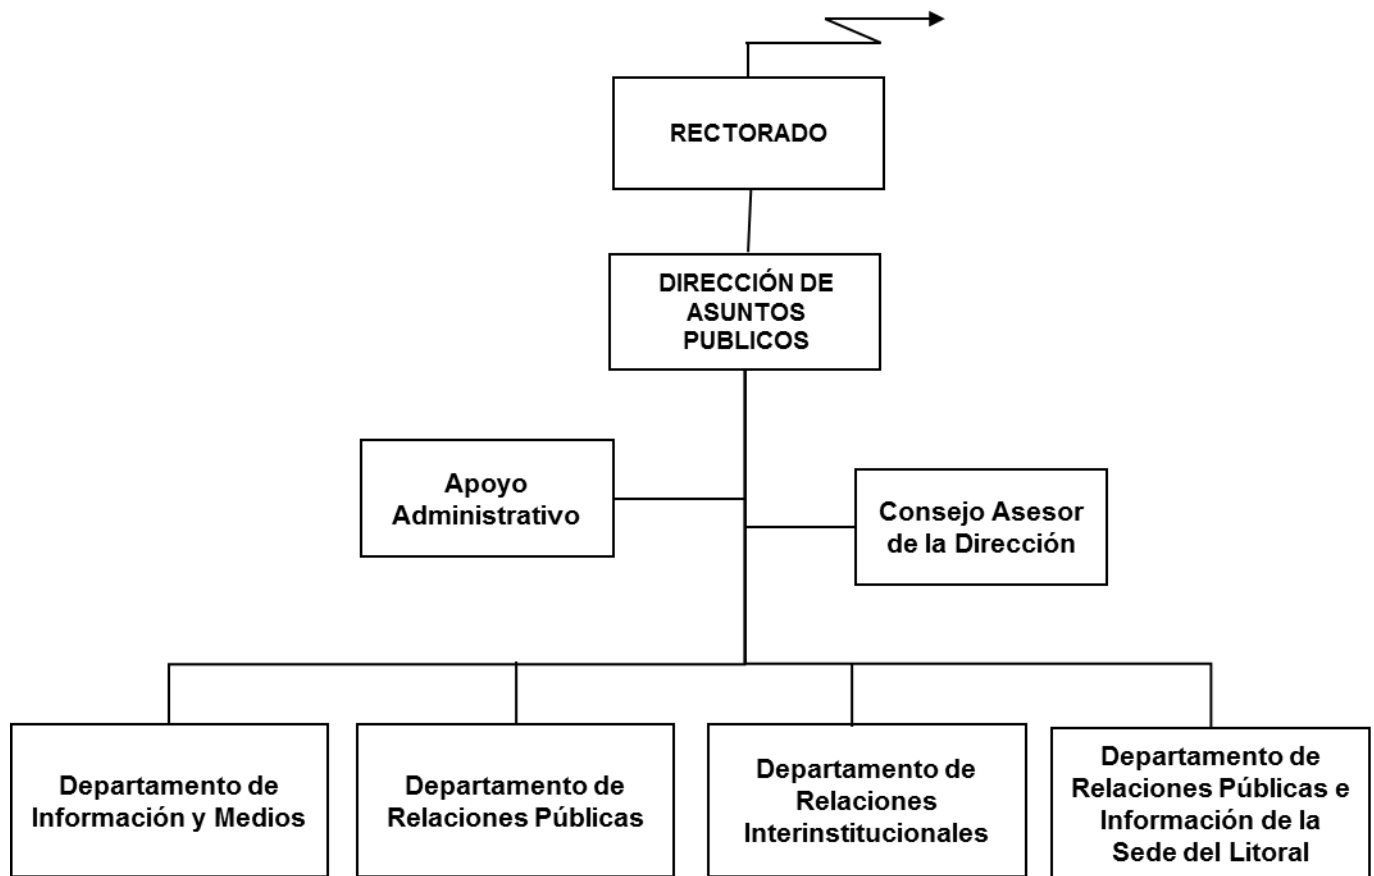 RECTORADO
DIRECCIÓN DE
ASUNTOS
PUBLICOS
Apoyo
Administrativo
Consejo Asesor
de la Dirección
Departamento de
Información y Medios
Departamento de
Relaciones Públicas
Departamento de
Relaciones
Interinstitucionales
Departamento de
Relaciones Públicas e
Información de la
Sede del Litoral